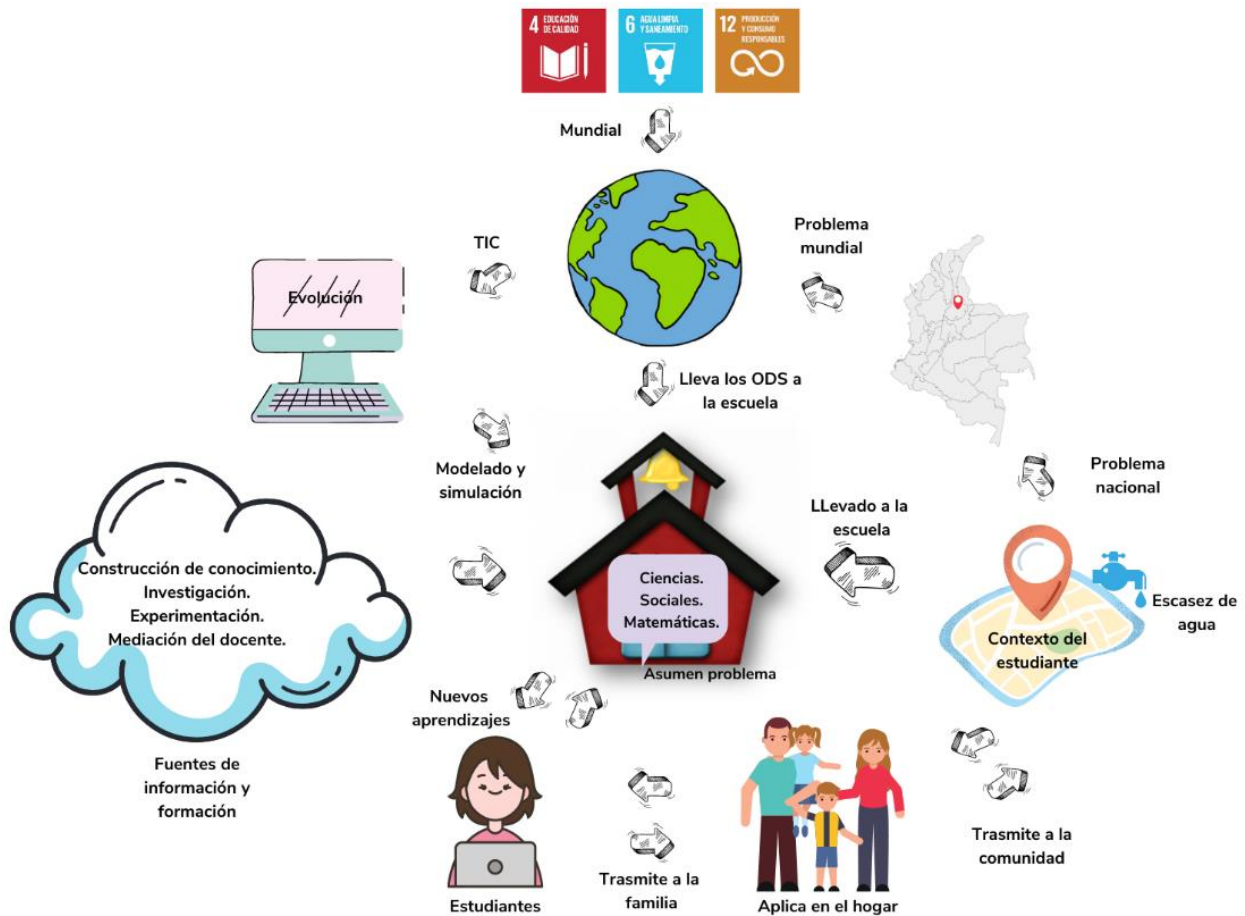 4 EDUCACIÓN
DE CALIDAD
6 AGUA LIMPIA
Y SANEAMIENTO
12 PRODUCCIÓN
Y CONSUMO
RESPONSABLES
Mundial
TIC
Problema
mundial
Evolución
Lleva los ODS a
la escuela
Modelado y
simulación
Problema
nacional
LLevado a la
escuela
Construcción de conocimiento.
Investigación.
Experimentación.
Mediación del docente.
Ciencias.
Sociales.
Matemáticas.
Escasez de
agua
Contexto del
estudiante
Asumen problema
Nuevos
aprendizajes
Fuentes de
información y
formación
Trasmite a la
comunidad
Trasmite a la
familia
Estudiantes
Aplica en el hogar